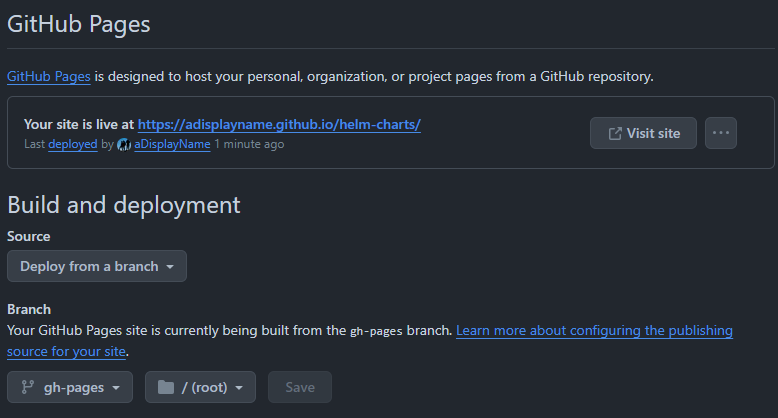 GitHub Pages
GitHub Pages is designed to host your personal, organization, or project pages from a GitHub repository.
Your site is live at https://adisplayname.github.io/helm-charts/
Last deployed by aDisplayName 1 minute ago
Visit site
Build and deployment
Source
Deploy from a branch
Branch
Your GitHub Pages site is currently being built from the gh-pages branch. Learn more about configuring the publishing
source for your site.
gh-pages / (root) Save